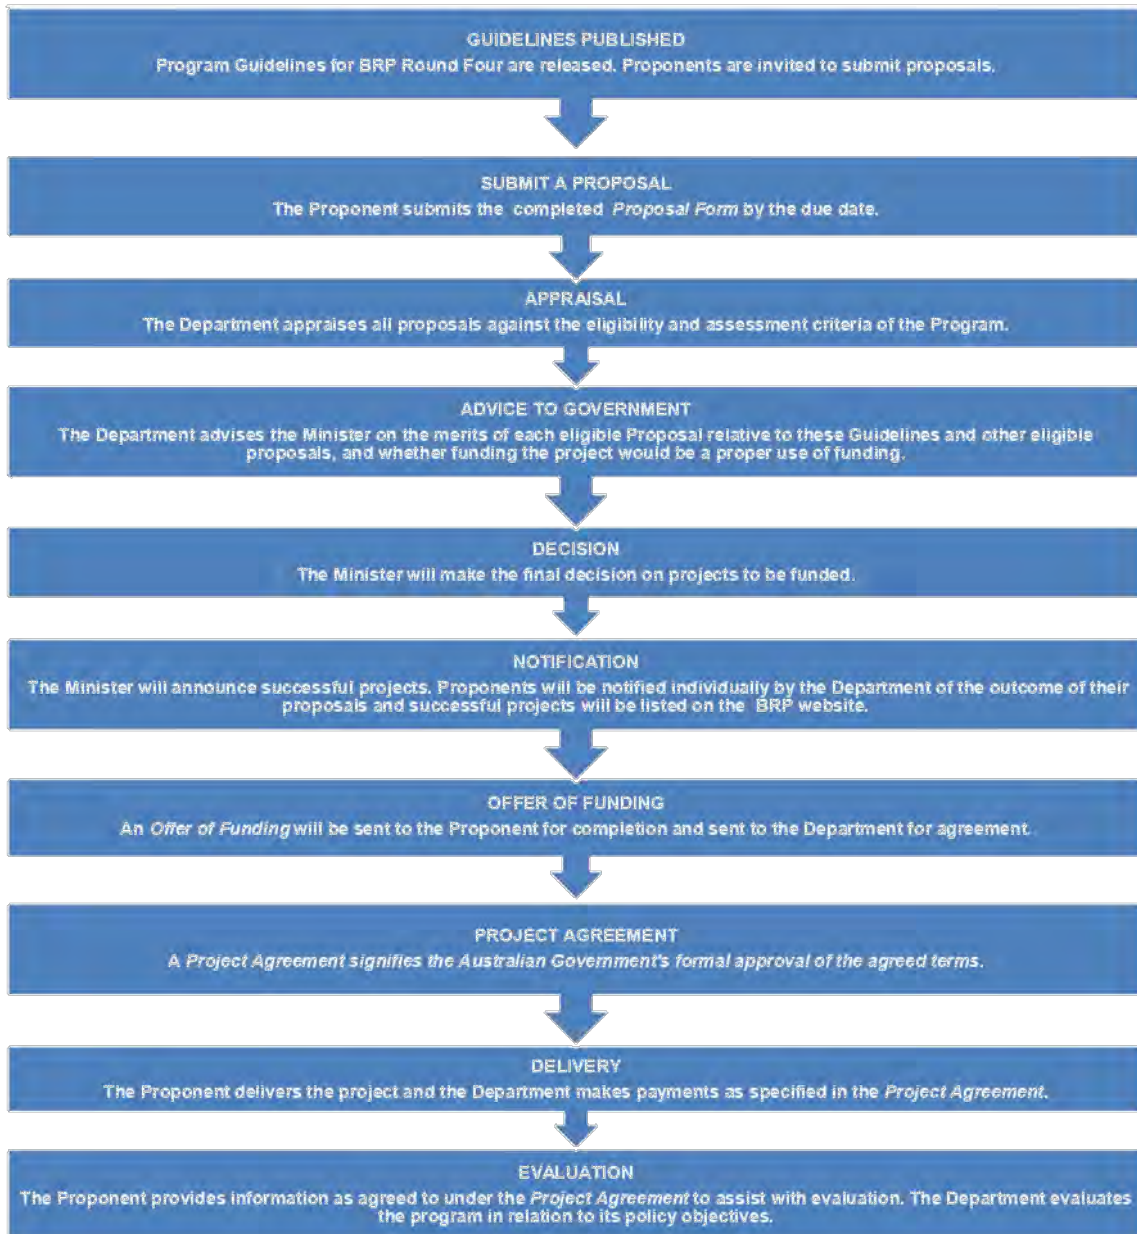 GUIDELINES PUBLISHED
Program Guidelines for BRP Round Four are released. Proponents are invited to submit proposals.
SUBMIT A PROPOSAL
The Proponent submits the completed Proposal Form by the due date.
APPRAISAL
The Department appraises all proposals against the eligibility and assessment criteria of the Program.
ADVICE TO GOVERNMENT
The Department advises the Minister on the merits of each eligible Proposal relative to these Guidelines and other eligible
proposals, and whether funding the project would be a proper use of funding.
DECISION
The Minister will make the final decision on projects to be funded.
NOTIFICATION
The Minister will announce successful projects. Proponents will be notified individually by the Department of the outcome of their
proposals and successful projects will be listed on the BRP website.
OFFER OF FUNDING
An Offer of Funding will be sent to the Proponent for completion and sent to the Department for agreement.
PROJECT AGREEMENT
A Project Agreement signifies the Australian Government's formal approval of the agreed terms.
DELIVERY
The Proponent delivers the project and the Department makes payments as specified in the Project Agreement.
EVALUATION
The Proponent provides information as agreed to under the Project Agreement to assist with evaluation. The Department evaluates
the program in relation to its policy objectives.